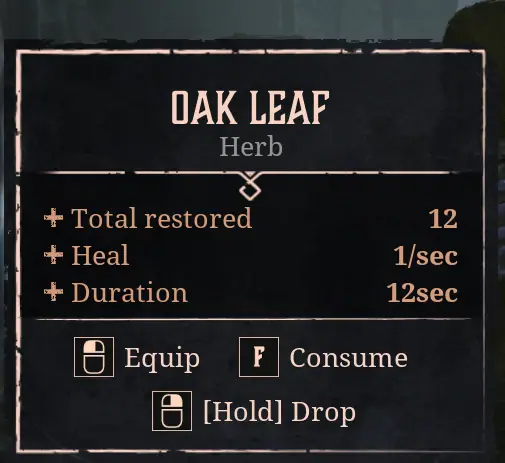 OAK LEAF
Herb
Total restored 12
Heal 1/sec
Duration 12sec
Equip F Consume
[Hold] Drop